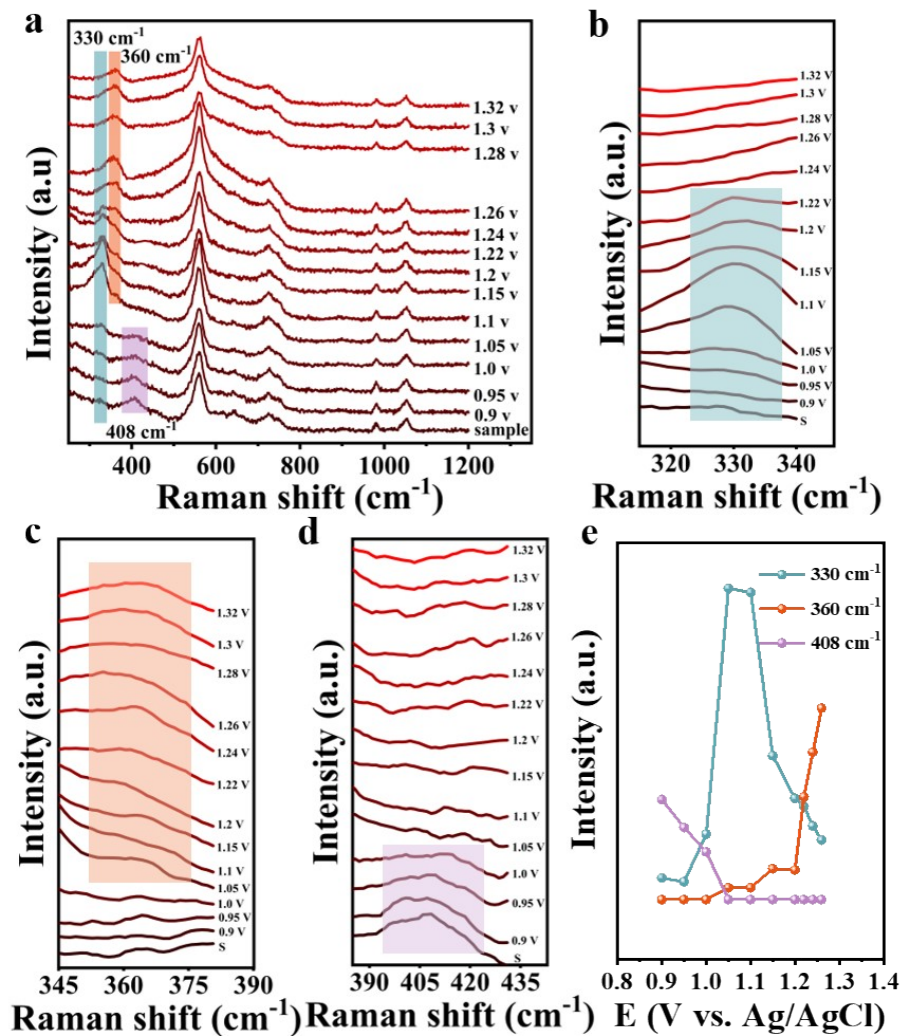 a
330 cm⁻¹
360 cm⁻¹
1.32 v
1.3 v
1.28 v
1.26 v
1.24 v
1.22 v
1.2 v
1.15 v
1.1 v
1.05 v
1.0 v
0.95 v
0.9 v
sample
408 cm⁻¹
Intensity (a.u)
400 600 800 1000 1200
Raman shift (cm⁻¹)
b
1.32 V
1.3 V
1.28 V
1.26 V
1.24 V
1.22 V
1.2 V
1.15 V
1.1 V
1.05 V
1.0 V
0.95 V
0.9 V
S
Intensity (a.u.)
320 330 340
Raman shift (cm⁻¹)
c
1.32 V
1.3 V
1.28 V
1.26 V
1.24 V
1.22 V
1.2 V
1.15 V
1.1 V
1.05 V
1.0 V
0.95 V
0.9 V
S
Intensity (a.u.)
345 360 375 390
Raman shift (cm⁻¹)
d
1.32 V
1.3 V
1.28 V
1.26 V
1.24 V
1.22 V
1.2 V
1.15 V
1.1 V
1.05 V
1.0 V
0.95 V
0.9 V
S
Intensity (a.u.)
390 405 420 435
Raman shift (cm⁻¹)
e
330 cm⁻¹
360 cm⁻¹
408 cm⁻¹
Intensity (a.u.)
0.8 0.9 1.0 1.1 1.2 1.3 1.4
E (V vs. Ag/AgCl)